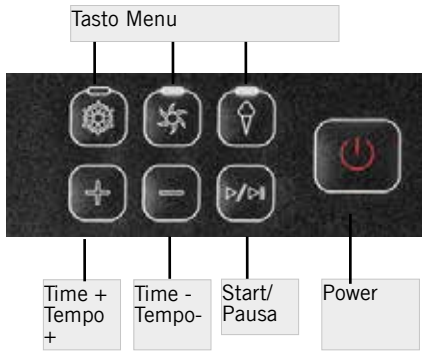 Tasto Menu
Time +
Tempo
+
Time -
Tempo-
Start/
Pausa
Power